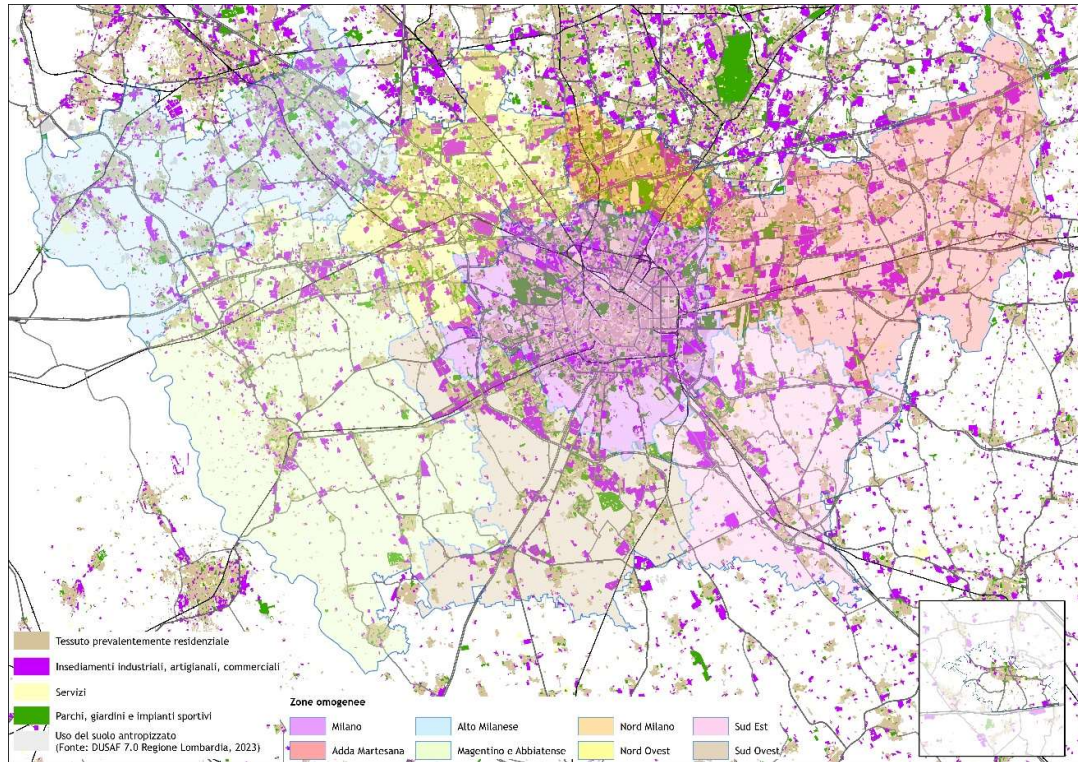 Tessuto prevalentemente residenziale
Insediamenti industriali, artigianali, commerciali
Servizi
Parchi, giardini e impianti sportivi
Uso del suolo antropizzato
(Fonte: DUSAF 7.0 Regione Lombardia, 2023)
Zone omogenee
Milano
Alto Milanese
Nord Milano
Sud Est
Adda Martesana
Magentino e Abbiatense
Nord Ovest
Sud Ovest